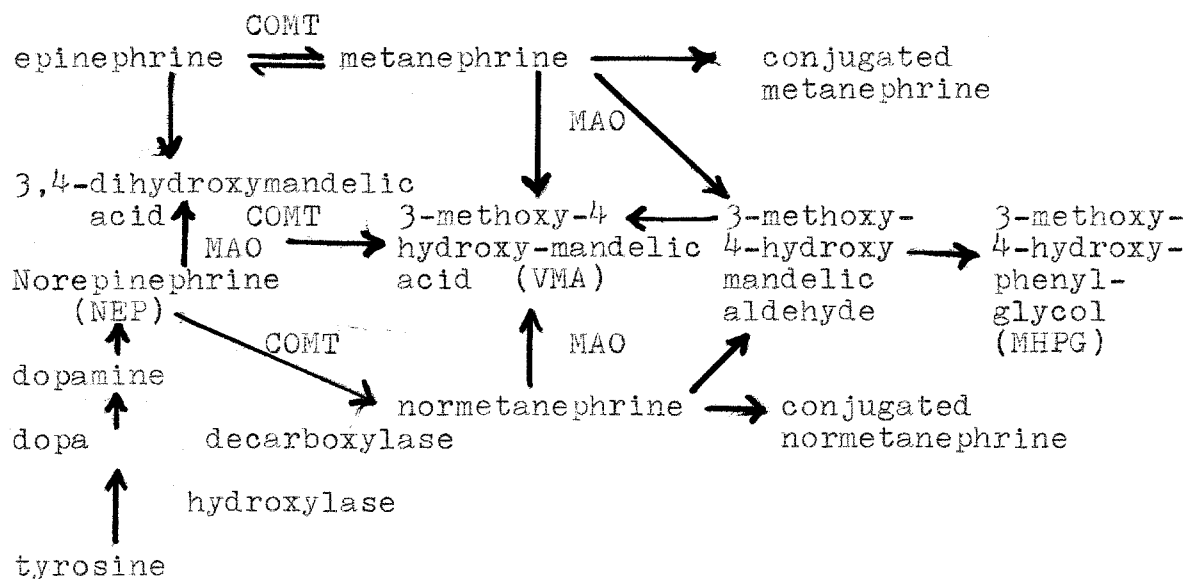 COMT
epinephrine metanephrine conjugated
metanephrine
MAO
3,4-dihydroxymandelic
acid COMT 3-methoxy-4 3-methoxy- 3-methoxy-
MAO hydroxy-mandelic 4-hydroxy 4-hydroxy-
Norepinephrine acid (VMA) mandelic phenyl-
(NEP) aldehyde glycol
COMT MAO (MHPG)
dopamine
normetanephrine conjugated
dopa decarboxylase normetanephrine
hydroxylase
tyrosine